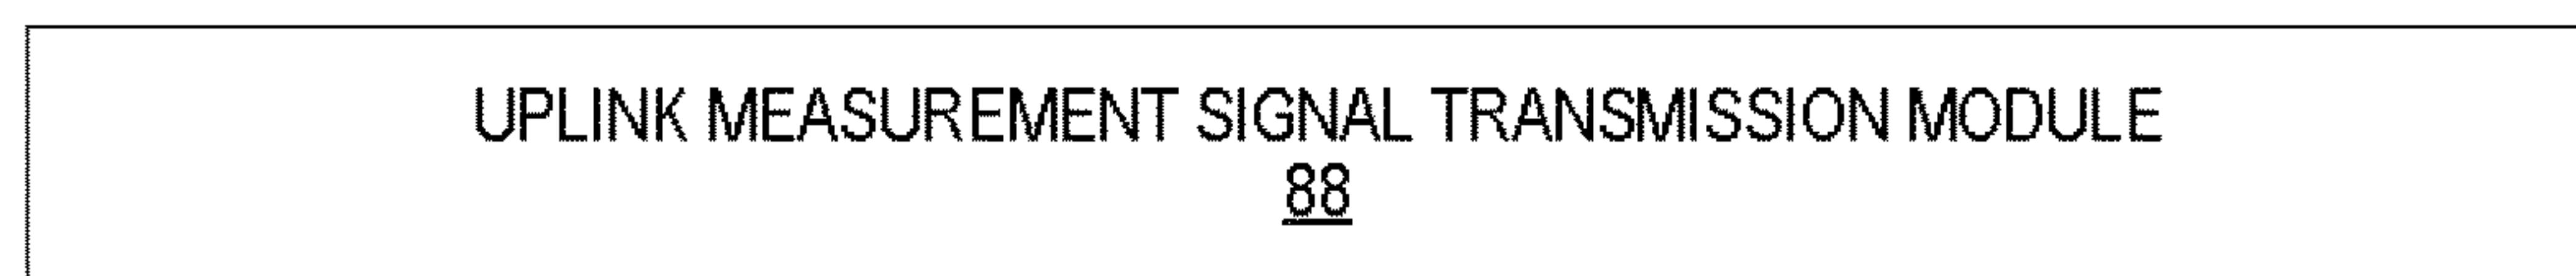 UPLINK MEASUREMENT SIGNAL TRANSMISSION MODULE
88